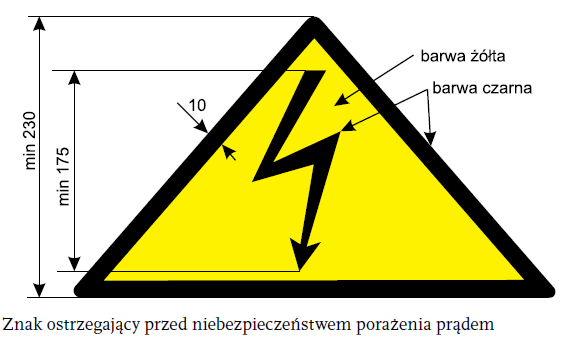 barwa żółta
barwa czarna
10
min 230
min 175
Znak ostrzegający przed niebezpieczeństwem porażenia prądem